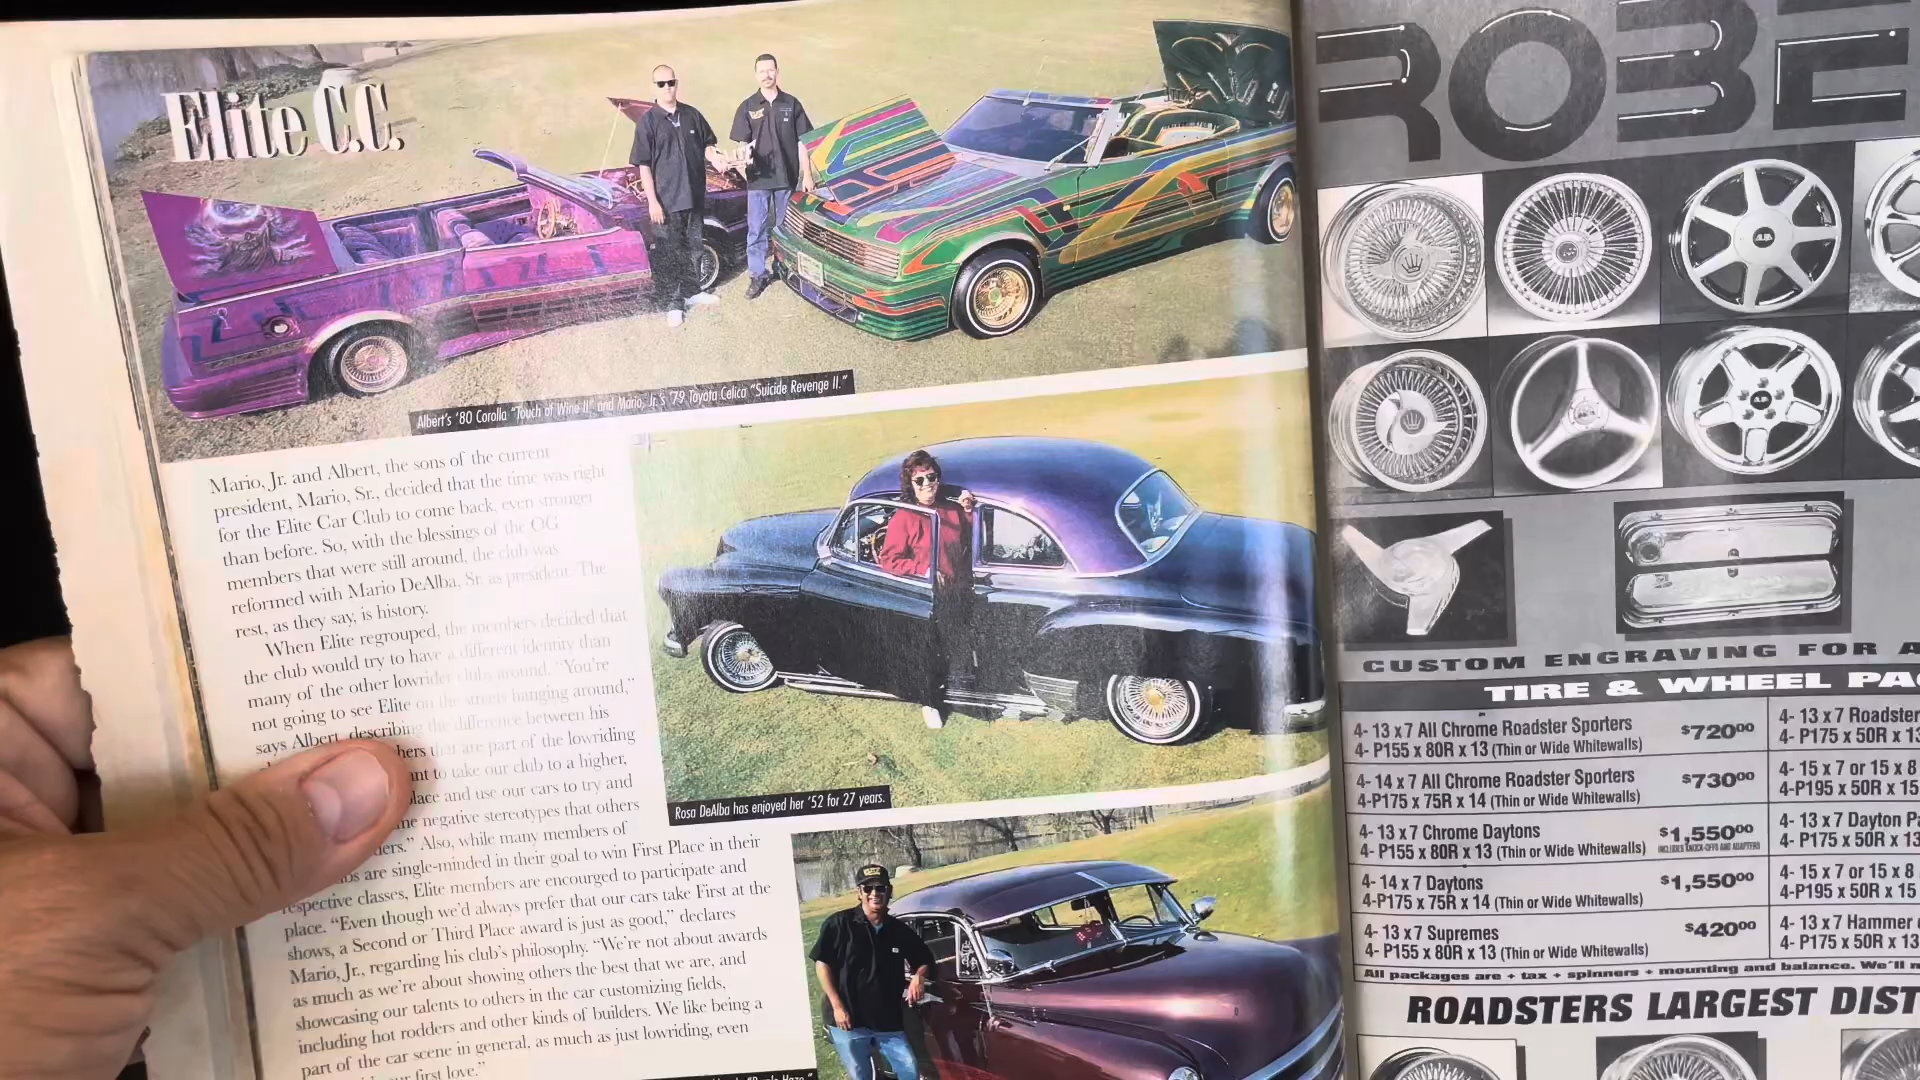 Elite C.C.
Albert's '80 Corolla "Touch of Wine II" and Mario, Jr.'s '79 Toyota Celica "Suicide Revenge II."
Mario, Jr. and Albert, the sons of the current
president, Mario, Sr., decided that the time was right
for the Elite Car Club to come back, even stronger
than before. So, with the blessings of the OG
members that were still around, the club was
reformed with Mario DeAlba, Sr. as president. The
rest, as they say, is history.
When Elite regrouped, the members decided that
the club would try to have a different identity than
many of the other lowrider clubs around. "You're
not going to see Elite on the streets hanging around,"
says Albert, describing the difference between his
that are part of the lowriding
to take our club to a higher,
and use our cars to try and
negative stereotypes that others
Also, while many members of
are single-minded in their goal to win First Place in their
respective classes, Elite members are encourged to participate and
place. "Even though we'd always prefer that our cars take First at the
shows, a Second or Third Place award is just as good," declares
Mario, Jr., regarding his club's philosophy. "We're not about awards
as much as we're about showing others the best that we are, and
showcasing our talents to others in the car customizing fields,
including hot rodders and other kinds of builders. We like being a
part of the car scene in general, as much as just lowriding, even
first love."
Rosa DeAlba has enjoyed her '52 for 27 years.
ROBE
CUSTOM ENGRAVING FOR A
TIRE & WHEEL PA
4- 13 x 7 All Chrome Roadster Sporters
4- P155 x 80R x 13 (Thin or Wide Whitewalls)
$720⁰⁰
4- 14 x 7 All Chrome Roadster Sporters
4-P175 x 75R x 14 (Thin or Wide Whitewalls)
$730⁰⁰
4- 13 x 7 Chrome Daytons
4- P155 x 80R x 13 (Thin or Wide Whitewalls)
$1,550⁰⁰
INCLUDES KNOCK-OFFS AND ADAPTERS
4- 14 x 7 Daytons
4-P175 x 75R x 14 (Thin or Wide Whitewalls)
$1,550⁰⁰
4- 13 x 7 Supremes
4- P155 x 80R x 13 (Thin or Wide Whitewalls)
$420⁰⁰
4- 13 x 7 Roadster
4- P175 x 50R x 13
4- 15 x 7 or 15 x 8
4-P195 x 50R x 15
4- 13 x 7 Dayton
4- P175 x 50R x 13
4- 15 x 7 or 15 x 8
4-P195 x 50R x 15
4- 13 x 7 Hammer
4- P175 x 50R x 13
All packages are + tax + spinners + mounting and balance. We'll
ROADSTERS LARGEST DIST